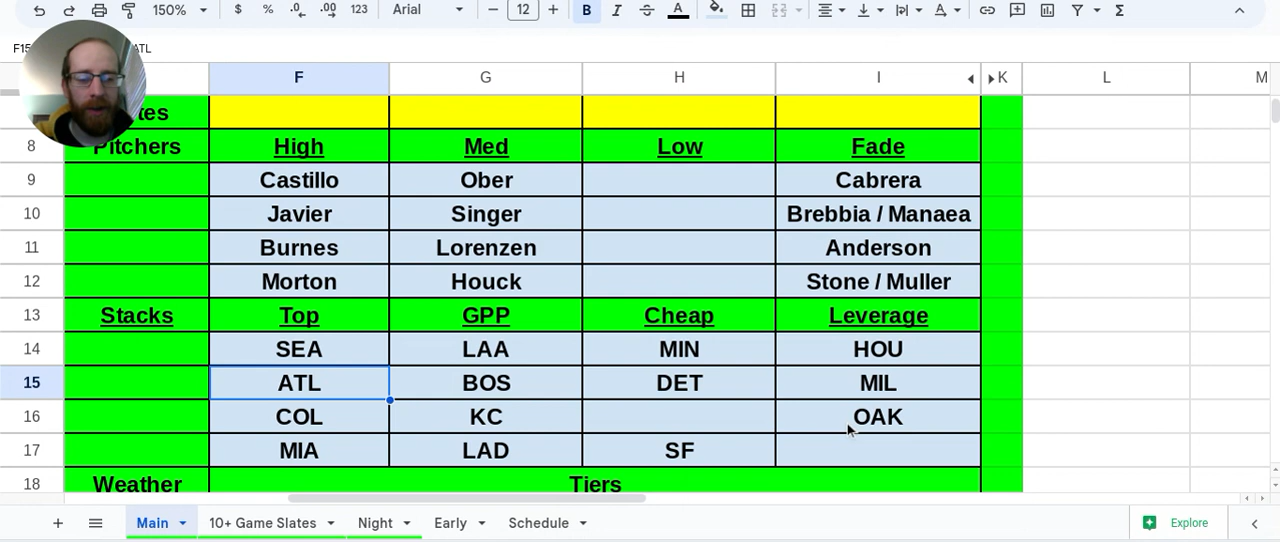 150% $ % .0 .00 123 Arial 12 B I A Σ
F15 ATL
F G H I K L M
tes
8 Pitchers High Med Low Fade
9 Castillo Ober Cabrera
10 Javier Singer Brebbia / Manaea
11 Burnes Lorenzen Anderson
12 Morton Houck Stone / Muller
13 Stacks Top GPP Cheap Leverage
14 SEA LAA MIN HOU
15 ATL BOS DET MIL
16 COL KC OAK
17 MIA LAD SF
18 Weather Tiers
Main 10+ Game Slates Night Early Schedule Explore